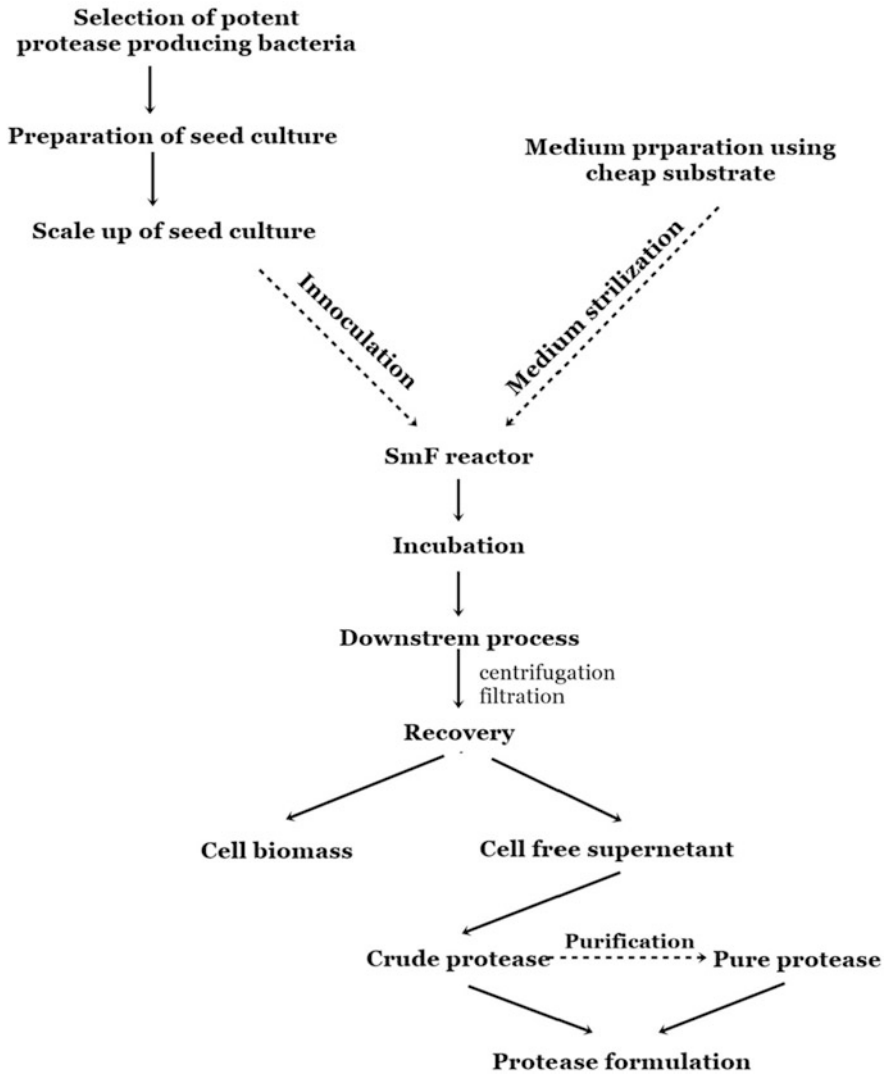 Selection of potent
protease producing bacteria
Preparation of seed culture
Medium prparation using
cheap substrate
Scale up of seed culture
Innoculation
Medium strilization
SmF reactor
Incubation
Downstrem process
centrifugation
filtration
Recovery
Cell biomass
Cell free supernetant
Crude protease
Purification
Pure protease
Protease formulation